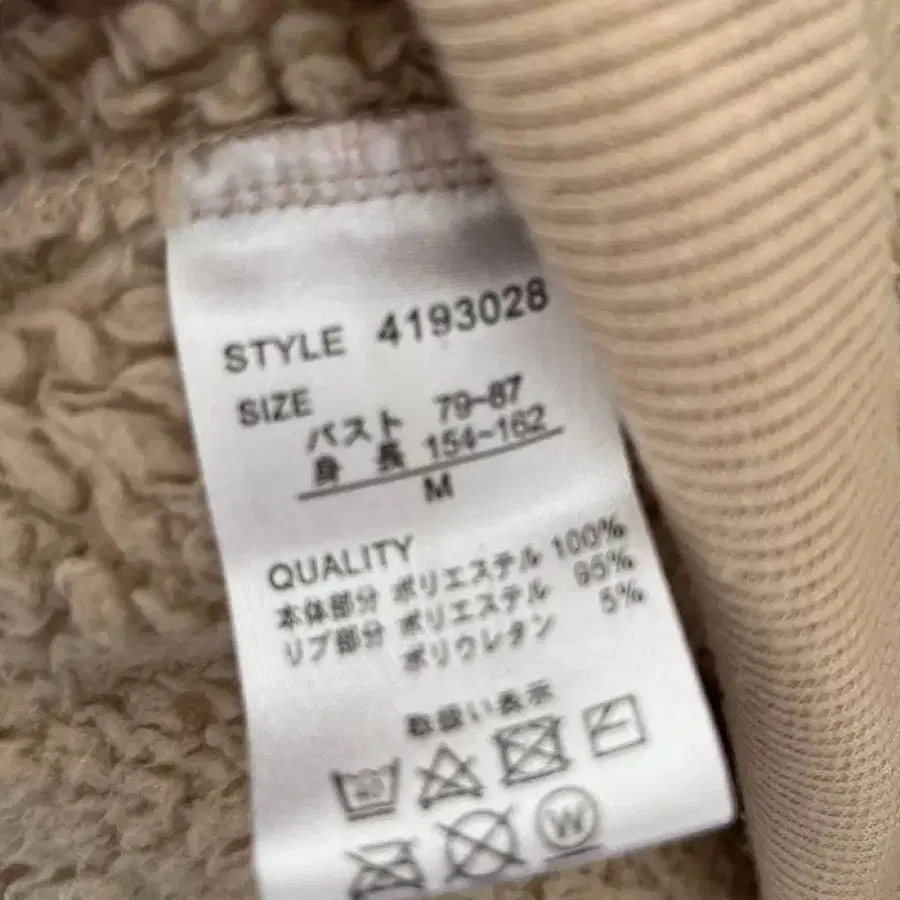 STYLE 4193028
SIZE
バスト 79-87
身 長 154-162
M
QUALITY
本体部分 ポリエステル 100%
リブ部分 ポリエステル 95%
ポリウレタン 5%
取扱い表示
40
W